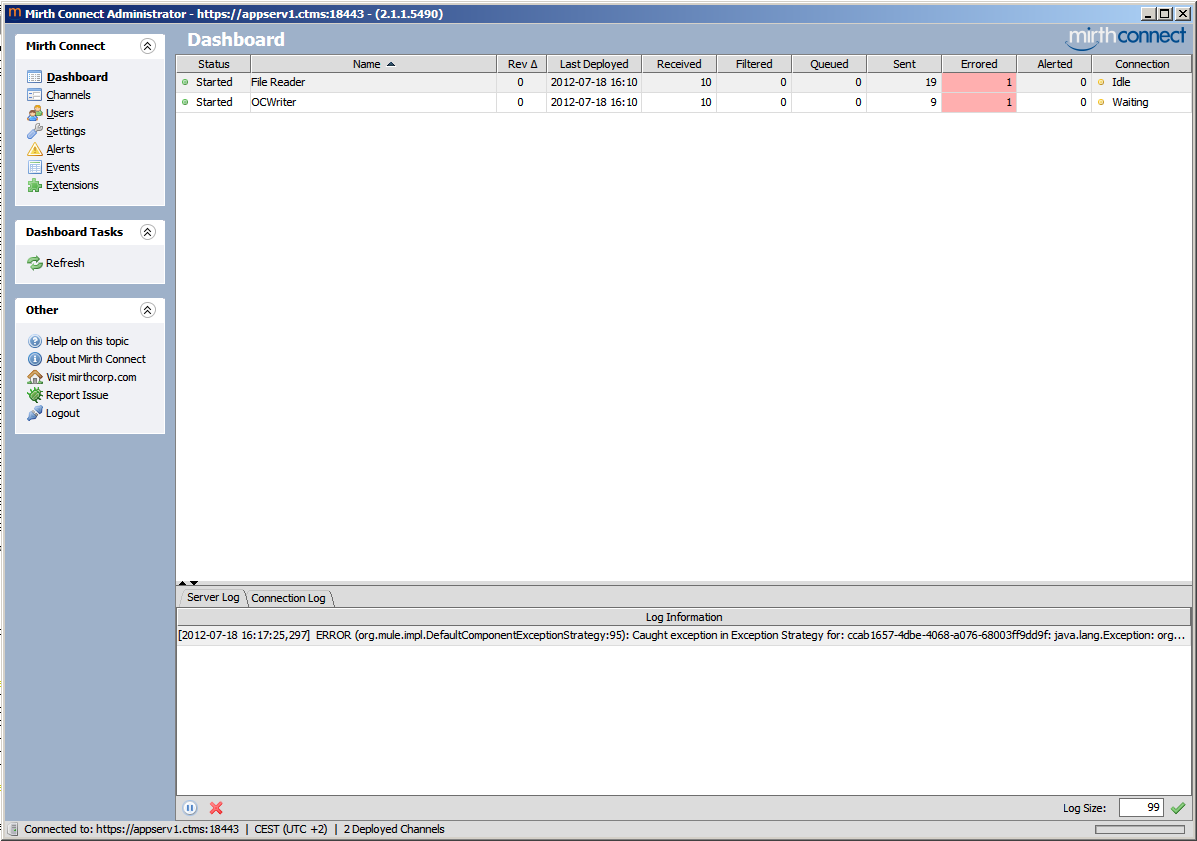 Mirth Connect Administrator - https://appserv1.ctms:18443 - (2.1.1.5490)
Mirth Connect
Dashboard
Channels
Users
Settings
Alerts
Events
Extensions
Dashboard Tasks
Refresh
Other
Help on this topic
About Mirth Connect
Visit mirthcorp.com
Report Issue
Logout
Dashboard
mirthconnect
Status Name Rev Δ Last Deployed Received Filtered Queued Sent Errored Alerted Connection
Started File Reader 0 2012-07-18 16:10 10 0 0 19 1 0 Idle
Started OCWriter 0 2012-07-18 16:10 10 0 0 9 1 0 Waiting
Server Log Connection Log
Log Information
[2012-07-18 16:17:25,297] ERROR (org.mule.impl.DefaultComponentExceptionStrategy:95): Caught exception in Exception Strategy for: ccab1657-4dbe-4068-a076-68003ff9dd9f: java.lang.Exception: org...
Log Size: 99
Connected to: https://appserv1.ctms:18443 | CEST (UTC +2) | 2 Deployed Channels